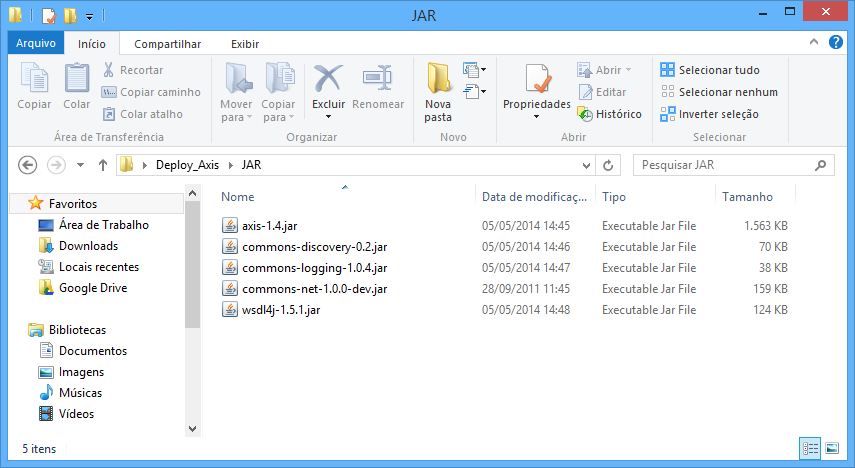 JAR
Arquivo Início Compartilhar Exibir
Copiar
Colar
Recortar
Copiar caminho
Colar atalho
Área de Transferência
Mover para
Copiar para
Excluir
Renomear
Organizar
Nova pasta
Novo
Propriedades
Abrir
Editar
Histórico
Abrir
Selecionar tudo
Selecionar nenhum
Inverter seleção
Selecionar
Deploy_Axis JAR
Pesquisar JAR
Favoritos
Área de Trabalho
Downloads
Locais recentes
Google Drive
Bibliotecas
Documentos
Imagens
Músicas
Vídeos
Nome Data de modificaç... Tipo Tamanho
axis-1.4.jar 05/05/2014 14:45 Executable Jar File 1.563 KB
commons-discovery-0.2.jar 05/05/2014 14:46 Executable Jar File 70 KB
commons-logging-1.0.4.jar 05/05/2014 14:47 Executable Jar File 38 KB
commons-net-1.0.0-dev.jar 28/09/2011 11:45 Executable Jar File 159 KB
wsdl4j-1.5.1.jar 05/05/2014 14:48 Executable Jar File 124 KB
5 itens